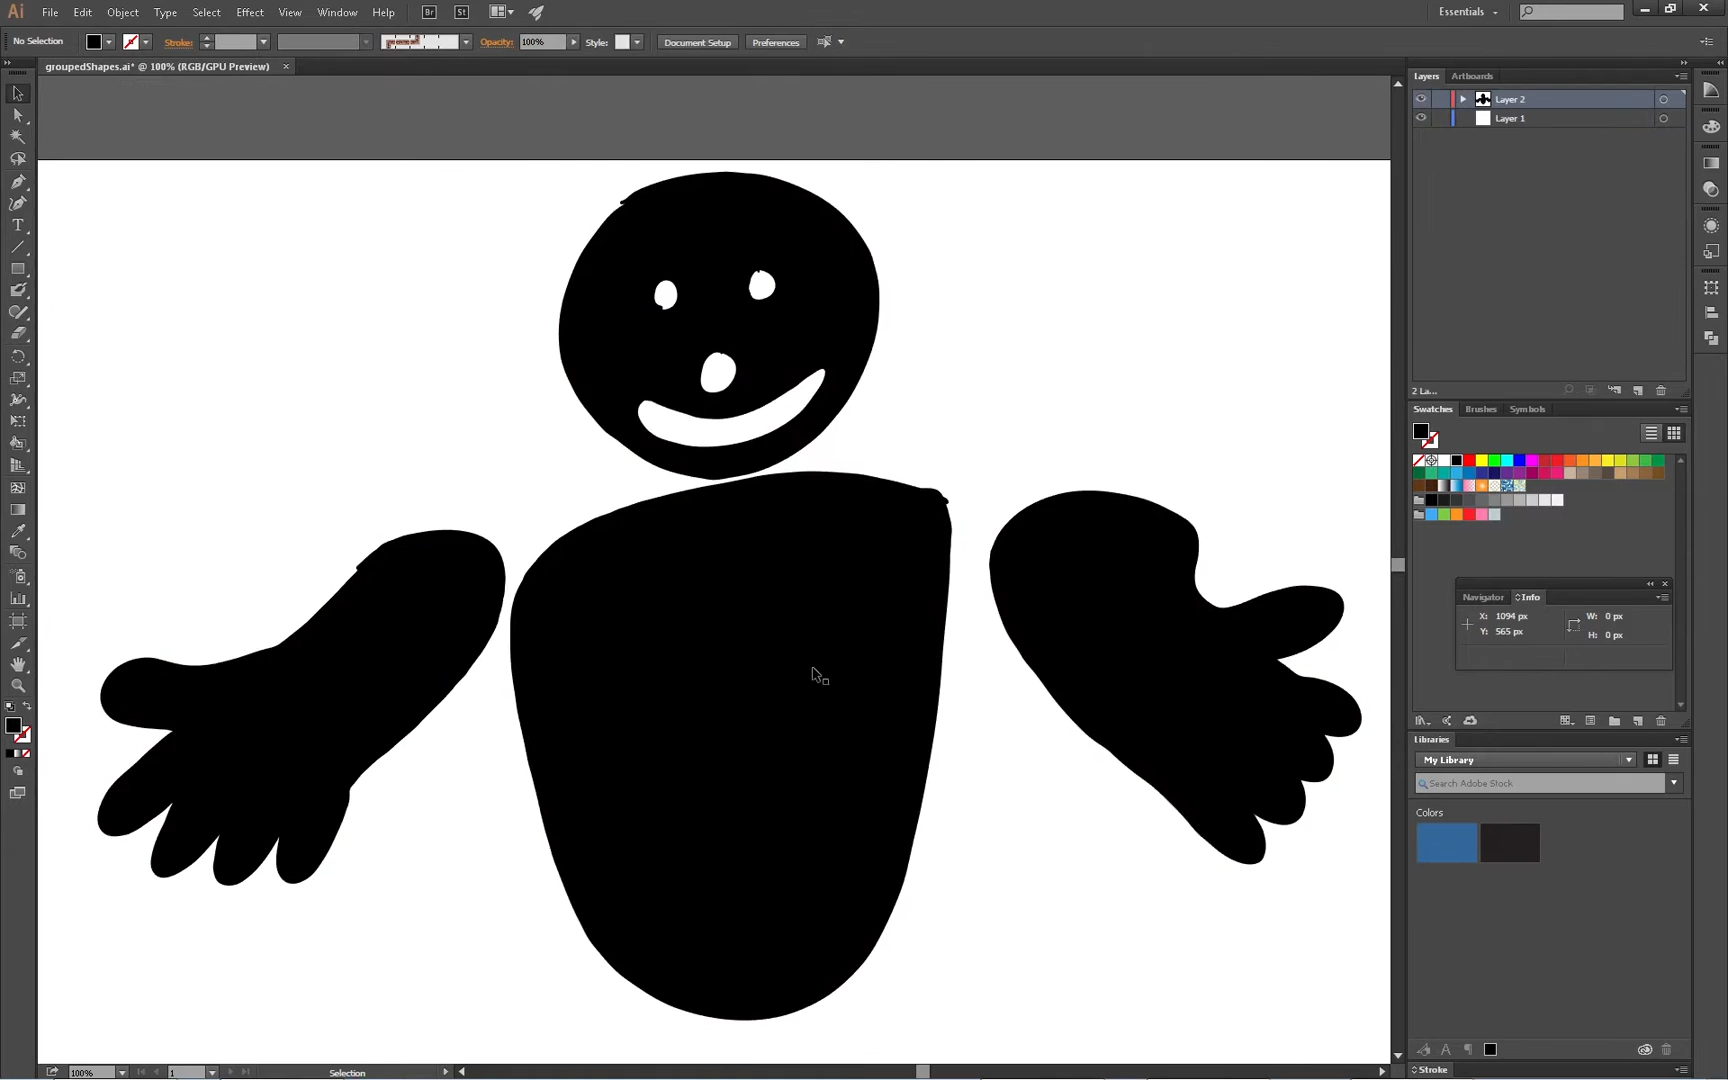 Ai File Edit Object Type Select Effect View Window Help Br St Essentials
No Selection Stroke: Opacity: 100% Style: Document Setup Preferences
groupedShapes.ai* @ 100% (RGB/GPU Preview) ×
Layers Artboards
Layer 2
Layer 1
2 La...
Swatches Brushes Symbols
Navigator Info
X: 1094 px W: 0 px
Y: 565 px H: 0 px
Libraries
My Library
Search Adobe Stock
Colors
Stroke
100% 1 Selection